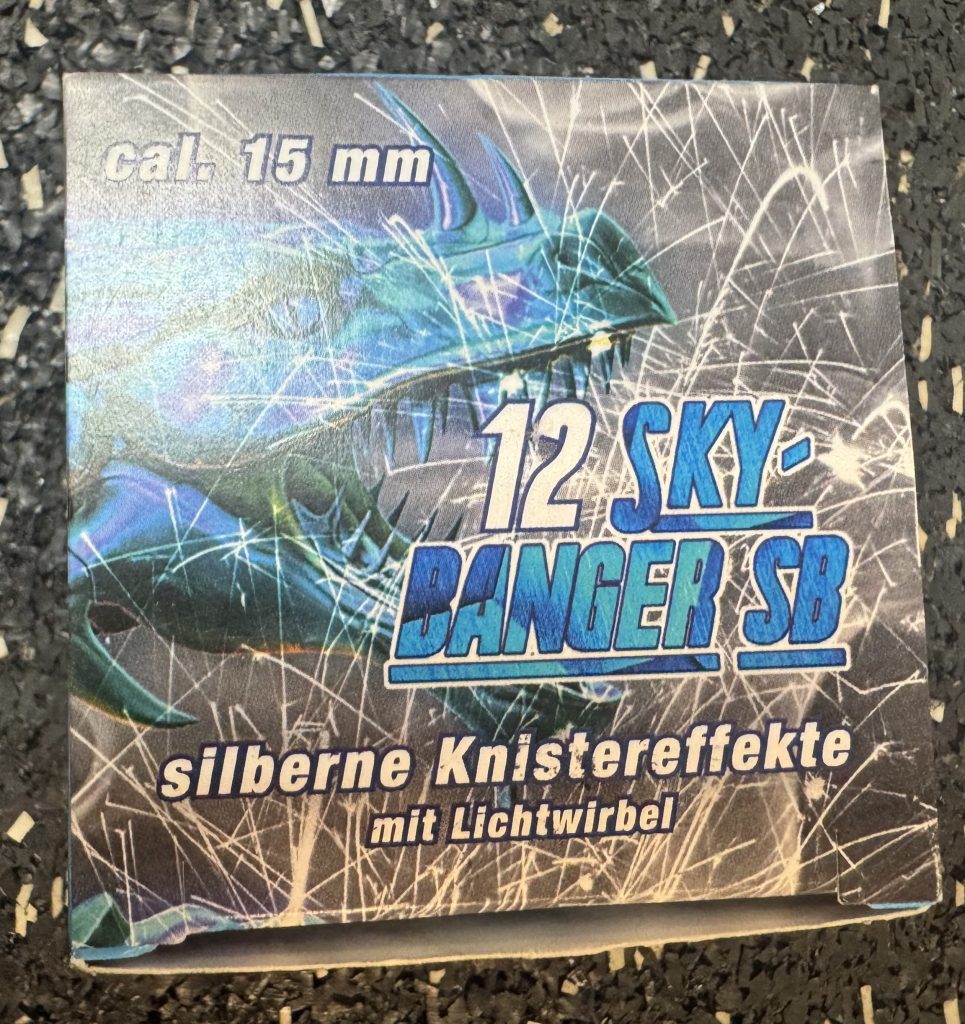 cal. 15 mm
12 SKY-
BANGER SB
silberne Knistereffekte
mit Lichtwirbel